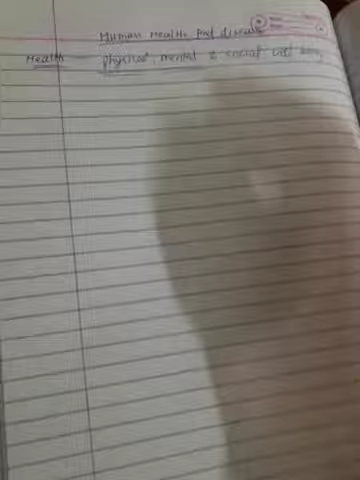 Human Health And disease
Health physical, mental & social well being